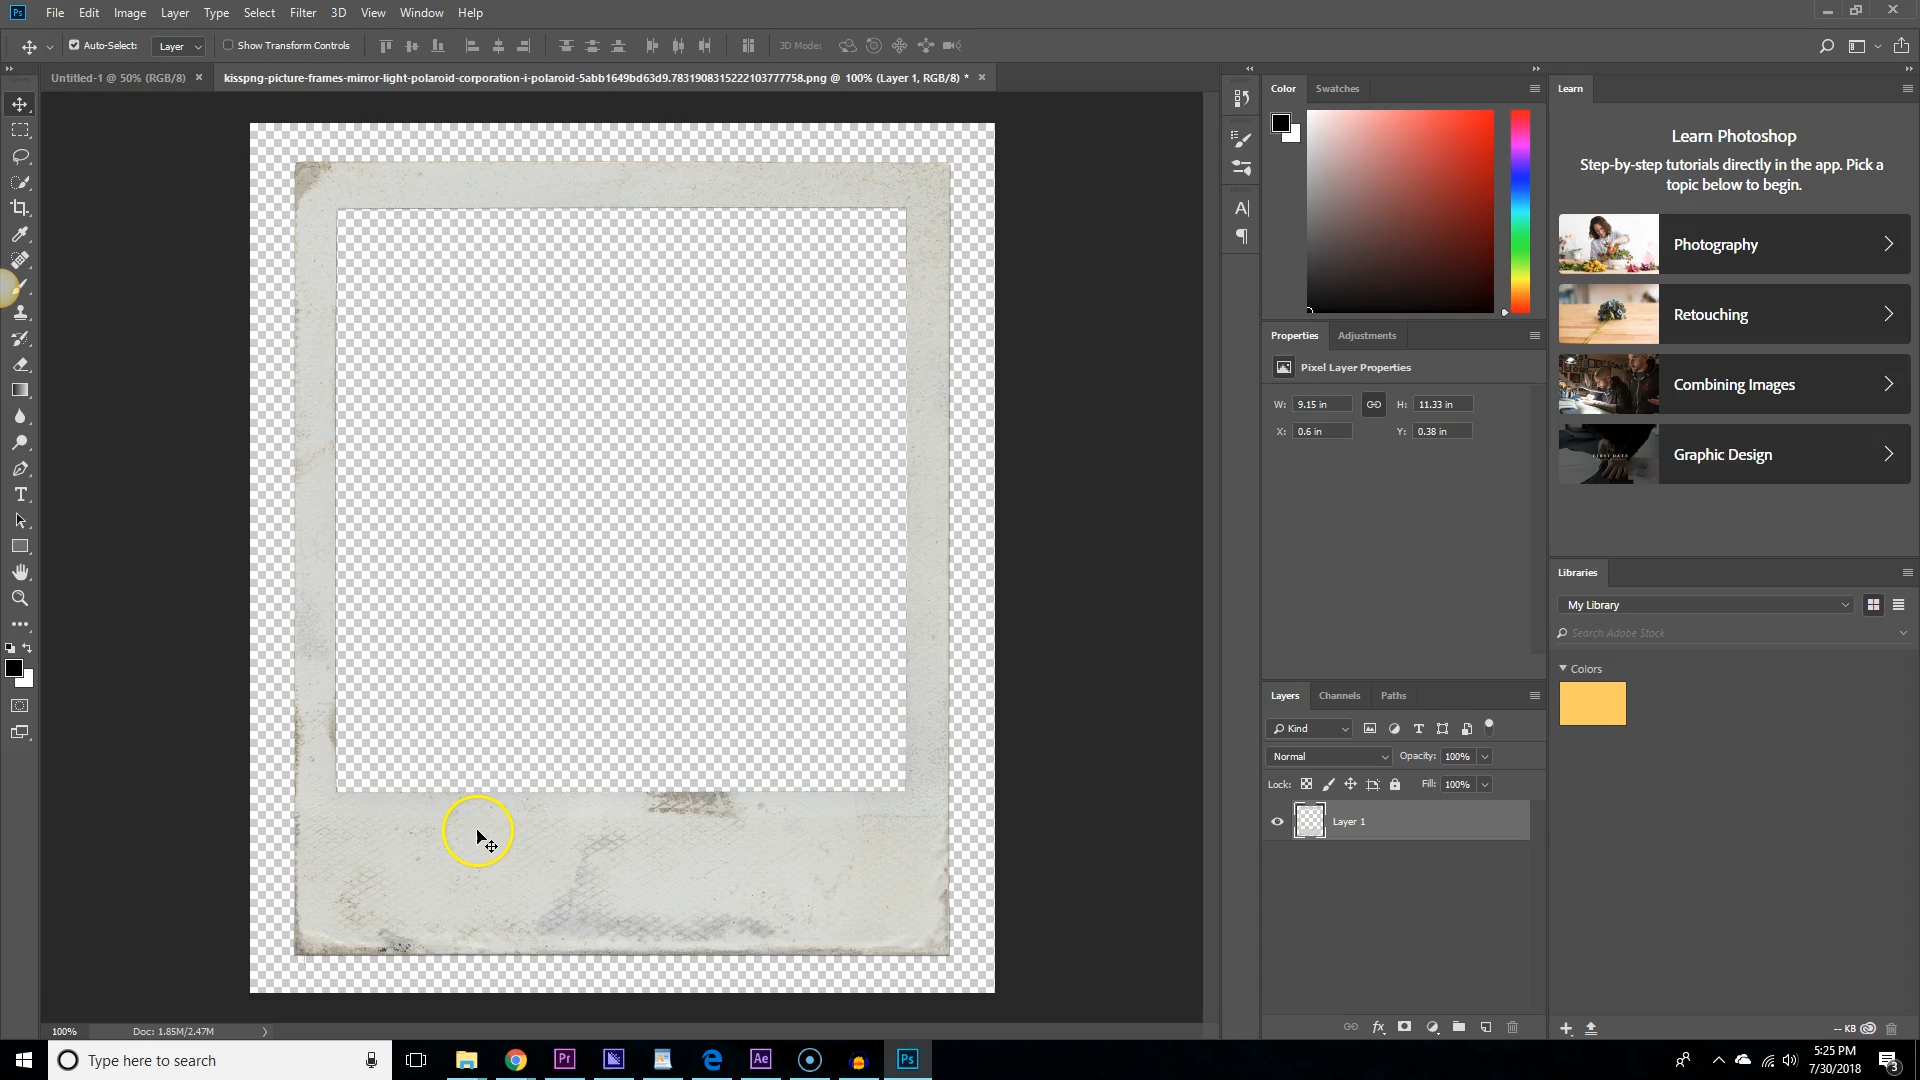 Ps File Edit Image Layer Type Select Filter 3D View Window Help
Auto-Select: Layer Show Transform Controls 3D Mode:
Untitled-1 @ 50% (RGB/8) × kisspng-picture-frames-mirror-light-polaroid-corporation-i-polaroid-5abb1649bd63d9.7831908315222103777758.png @ 100% (Layer 1, RGB/8) * ×
Color Swatches
Learn
Learn Photoshop
Step-by-step tutorials directly in the app. Pick a
topic below to begin.
Photography
Retouching
Combining Images
Graphic Design
Properties Adjustments
Pixel Layer Properties
W: 9.15 in H: 11.33 in
X: 0.6 in Y: 0.38 in
Libraries
My Library
Search Adobe Stock
Colors
Layers Channels Paths
Kind
Normal Opacity: 100%
Lock: Fill: 100%
Layer 1
fx
-- KB
100% Doc: 1.85M/2.47M
Type here to search
Pr Ae Ps
5:25 PM
7/30/2018
3